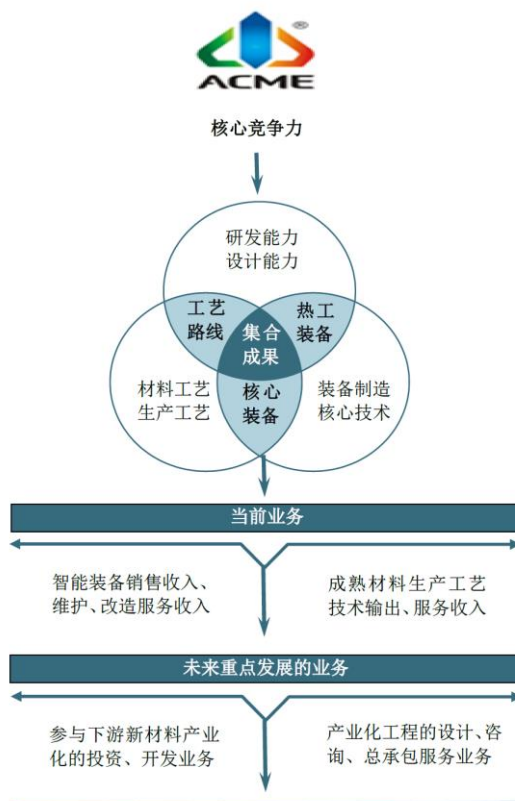 ACME
®
核心竞争力
研发能力
设计能力
工艺
路线
热工
装备
集合
成果
材料工艺
生产工艺
核心
装备
装备制造
核心技术
当前业务
智能装备销售收入、
维护、改造服务收入
成熟材料生产工艺
技术输出、服务收入
未来重点发展的业务
参与下游新材料产业
化的投资、开发业务
产业化工程的设计、咨
询、总承包服务业务